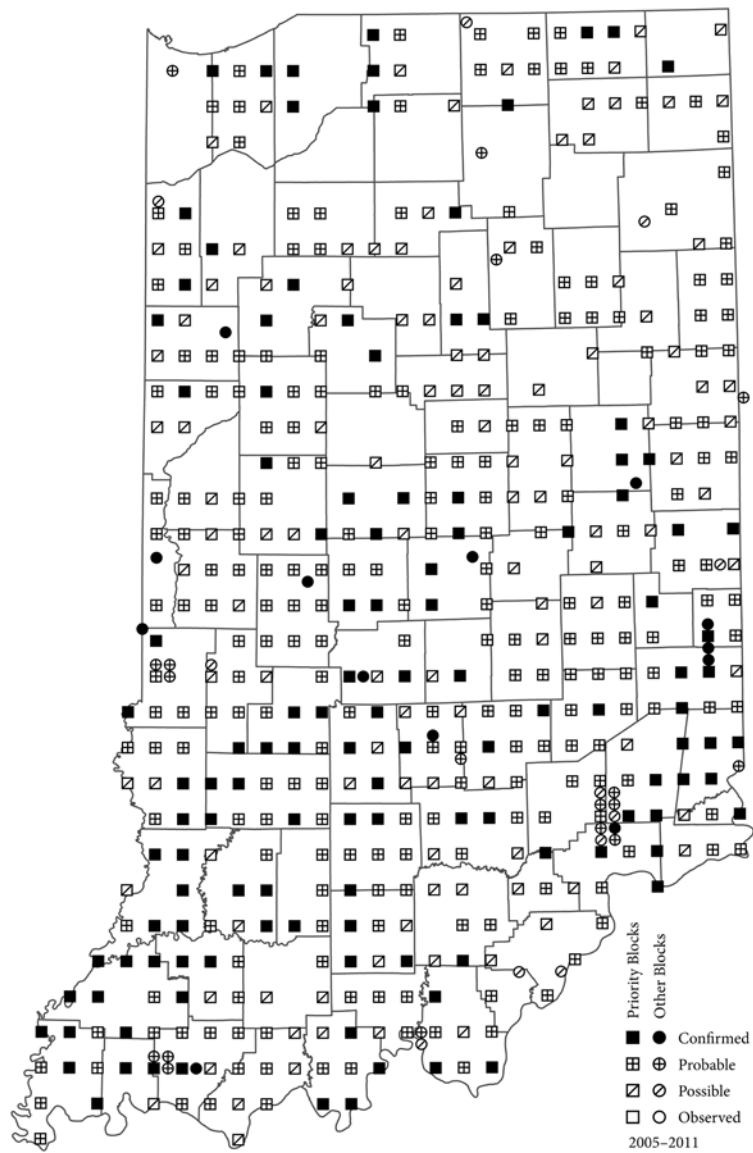 Priority Blocks
Other Blocks
Confirmed
Probable
Possible
Observed
2005–2011